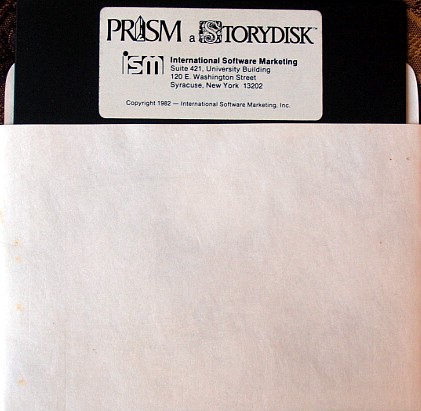 PRISM a STORYDISK™
ism International Software Marketing
Suite 421, University Building
120 E. Washington Street
Syracuse, New York 13202
Copyright 1982 — International Software Marketing, Inc.